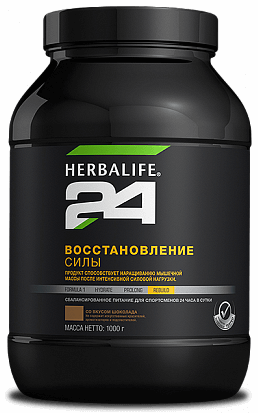 HERBALIFE®
24
ВОССТАНОВЛЕНИЕ
СИЛЫ
ПРОДУКТ СПОСОБСТВУЕТ НАРАЩИВАНИЮ МЫШЕЧНОЙ
МАССЫ ПОСЛЕ ИНТЕНСИВНОЙ СИЛОВОЙ НАГРУЗКИ.
FORMULA 1 HYDRATE PROLONG REBUILD
СБАЛАНСИРОВАННОЕ ПИТАНИЕ ДЛЯ СПОРТСМЕНОВ 24 ЧАСА В СУТКИ
СО ВКУСОМ ШОКОЛАДА
МАССА НЕТТО: 1000 г